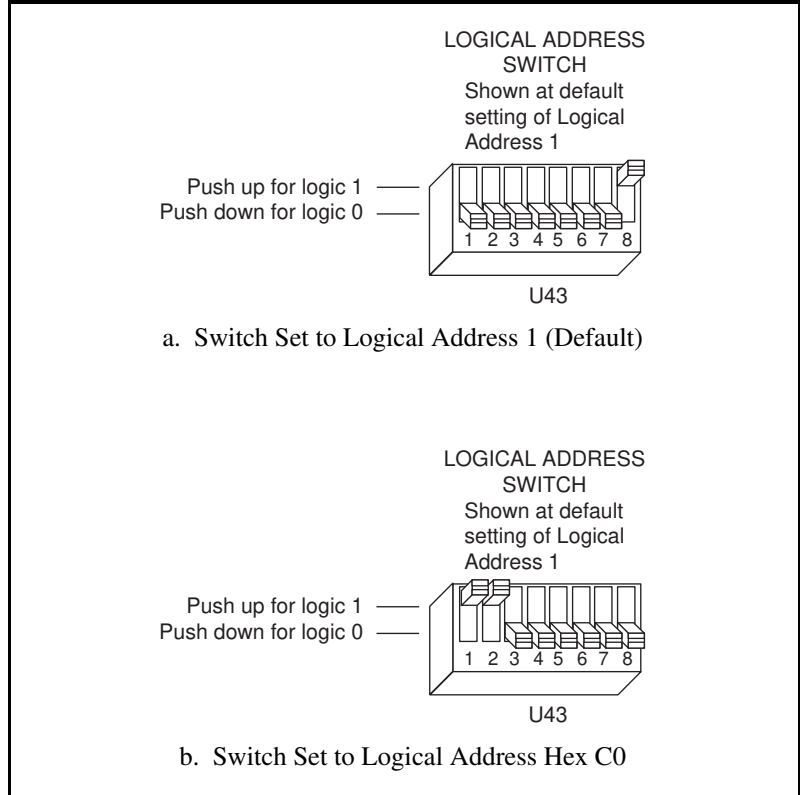 LOGICAL ADDRESS
SWITCH
Shown at default
setting of Logical
Address 1
Push up for logic 1
Push down for logic 0
1 2 3 4 5 6 7 8
U43
a. Switch Set to Logical Address 1 (Default)
LOGICAL ADDRESS
SWITCH
Shown at default
setting of Logical
Address 1
Push up for logic 1
Push down for logic 0
1 2 3 4 5 6 7 8
U43
b. Switch Set to Logical Address Hex C0